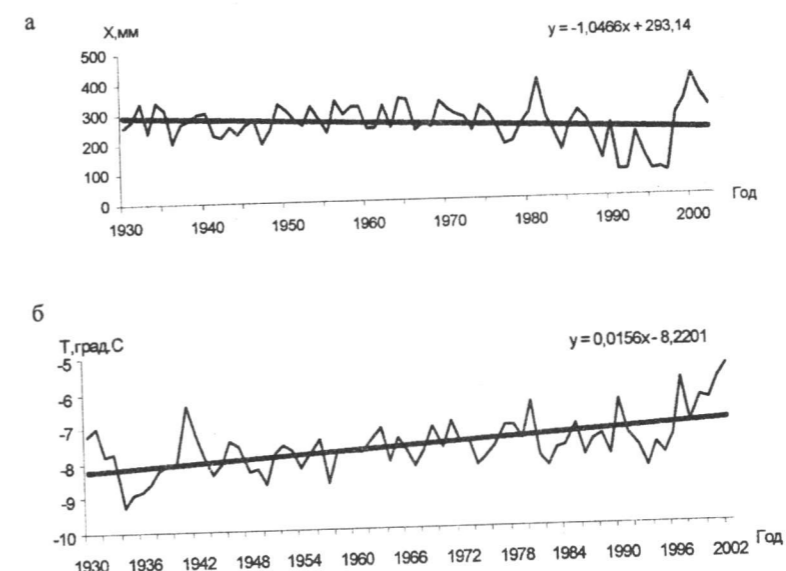 а
X,мм
y = -1,0466x + 293,14
500
400
300
200
100
0
Год
1930 1940 1950 1960 1970 1980 1990 2000
б
Т,град.С
y = 0,0156x - 8,2201
-5
-6
-7
-8
-9
-10
Год
1930 1936 1942 1948 1954 1960 1966 1972 1978 1984 1990 1996 2002